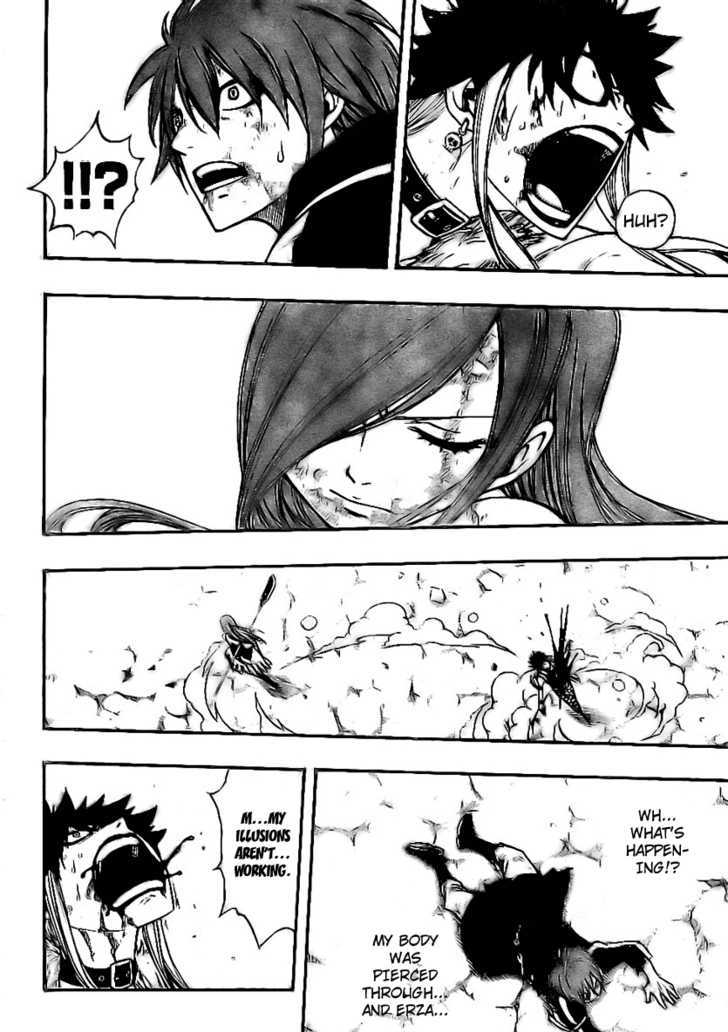 HUH?
!!?
WH...
WHAT'S
HAPPEN-
ING!?
MY BODY
WAS
PIERCED
THROUGH...
AND ERZA...
M...MY
ILLUSIONS
AREN'T...
WORKING.